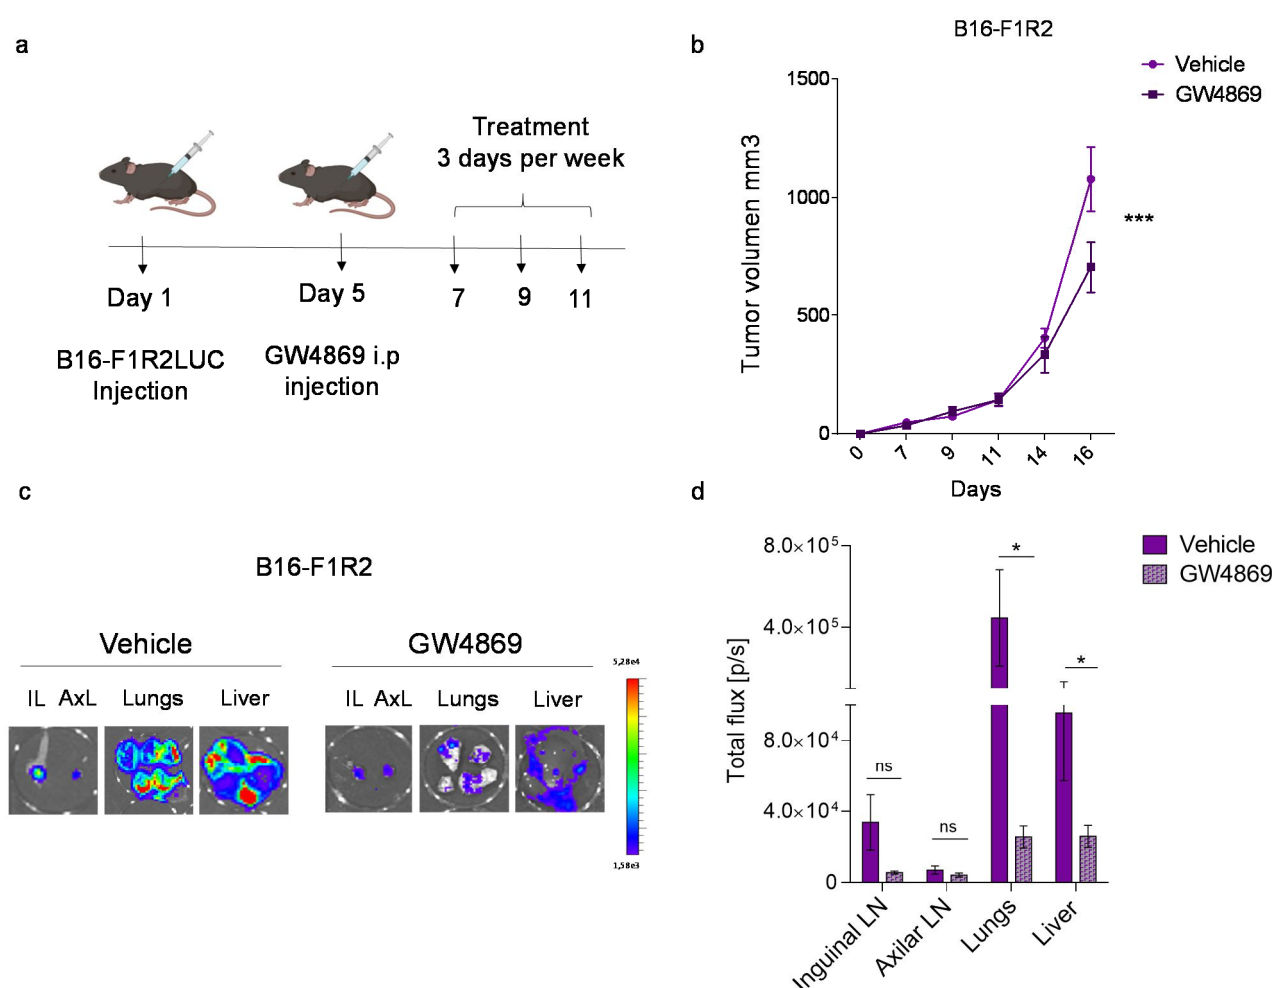 a
Treatment
3 days per week
Day 1
Day 5
7
9
11
B16-F1R2LUC
Injection
GW4869 i.p
injection
b
B16-F1R2
Vehicle
GW4869
Tumor volumen mm3
1500
1000
500
0
***
0
7
9
11
14
16
Days
c
B16-F1R2
Vehicle
GW4869
IL AxL Lungs Liver
IL AxL Lungs Liver
5,28e4
1,58e3
d
Vehicle
GW4869
Total flux [p/s]
8.0×10⁵
4.0×10⁵
8.0×10⁴
4.0×10⁴
0
ns
ns
*
*
Inguinal LN
Axilar LN
Lungs
Liver